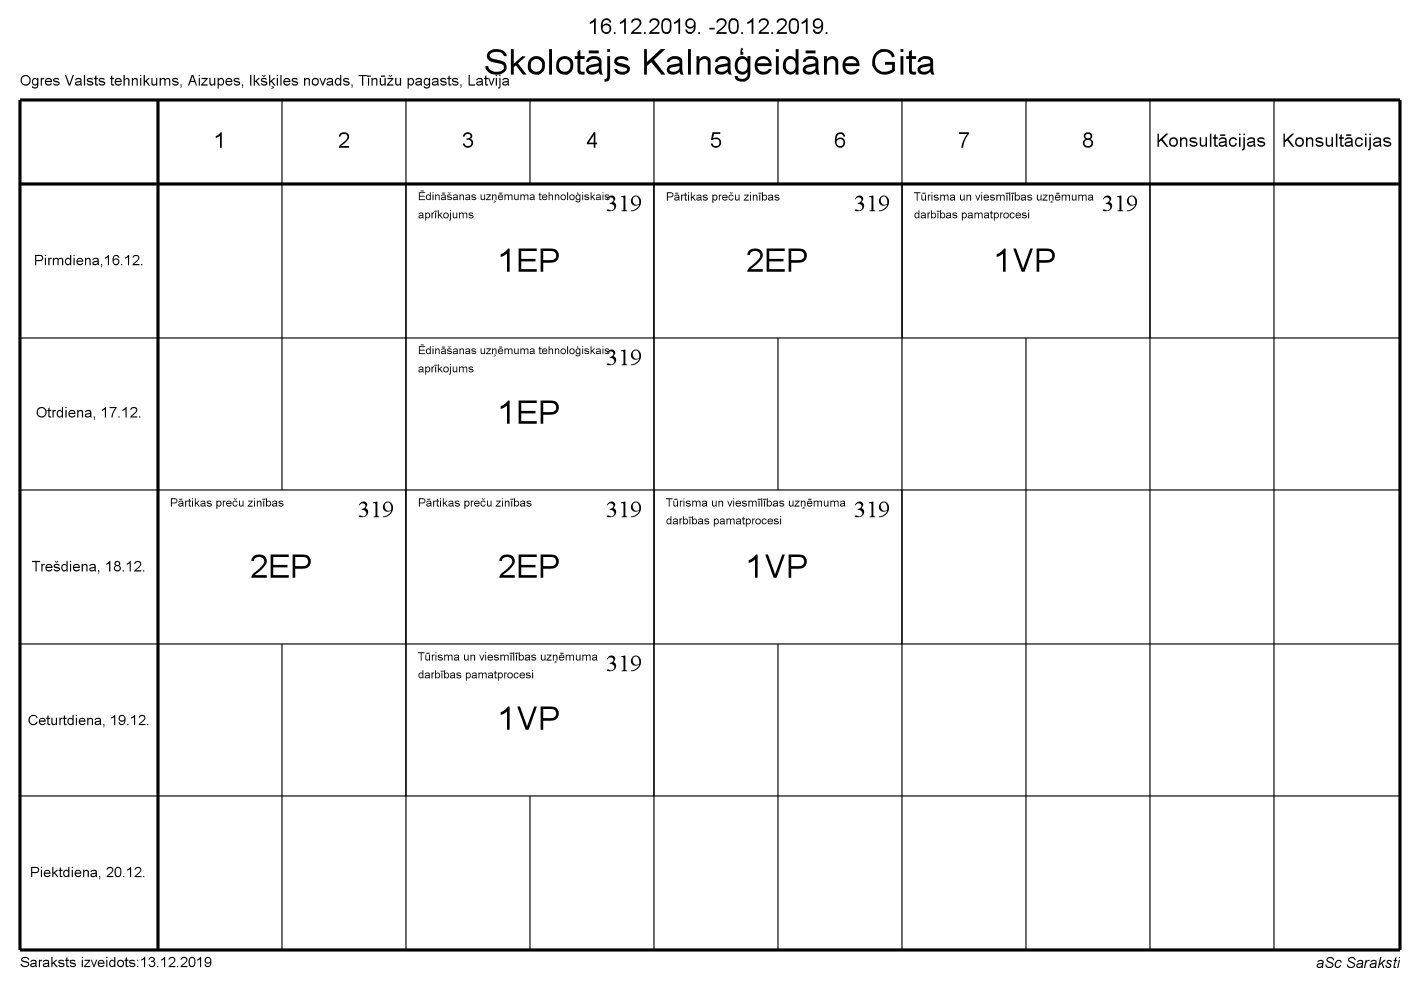 16.12.2019. -20.12.2019.
Skolotājs Kalnaģeidāne Gita
Ogres Valsts tehnikums, Aizupes, Ikšķiles novads, Tīnūžu pagasts, Latvija
1 2 3 4 5 6 7 8 Konsultācijas Konsultācijas
Pirmdiena,16.12.
Ēdināšanas uzņēmuma tehnoloģiskais
aprīkojums
319
1EP
Pārtikas preču zinības
319
2EP
Tūrisma un viesmīlības uzņēmuma
darbības pamatprocesi
319
1VP
Otrdiena, 17.12.
Ēdināšanas uzņēmuma tehnoloģiskais
aprīkojums
319
1EP
Trešdiena, 18.12.
Pārtikas preču zinības
319
2EP
Pārtikas preču zinības
319
2EP
Tūrisma un viesmīlības uzņēmuma
darbības pamatprocesi
319
1VP
Ceturtdiena, 19.12.
Tūrisma un viesmīlības uzņēmuma
darbības pamatprocesi
319
1VP
Piektdiena, 20.12.
Saraksts izveidots:13.12.2019
aSc Saraksti